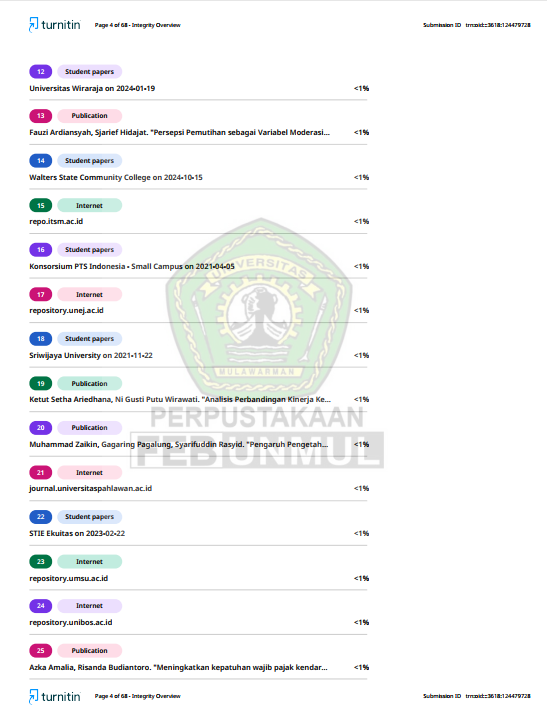 turnitin Page 4 of 68 - Integrity Overview Submission ID trn:oid:::3618:124479728
12 Student papers
Universitas Wiraraja on 2024-01-19 <1%
13 Publication
Fauzi Ardiansyah, Sjarief Hidajat. "Persepsi Pemutihan sebagai Variabel Moderasi... <1%
14 Student papers
Walters State Community College on 2024-10-15 <1%
15 Internet
repo.itsm.ac.id <1%
16 Student papers
Konsorsium PTS Indonesia - Small Campus on 2021-04-05 <1%
17 Internet
repository.unej.ac.id <1%
18 Student papers
Sriwijaya University on 2021-11-22 <1%
19 Publication
Ketut Setha Ariedhana, Ni Gusti Putu Wirawati. "Analisis Perbandingan Kinerja Ke... <1%
20 Publication
Muhammad Zaikin, Gagaring Pagalung, Syarifuddin Rasyid. "Pengaruh Pengetah... <1%
21 Internet
journal.universitaspahlawan.ac.id <1%
22 Student papers
STIE Ekuitas on 2023-02-22 <1%
23 Internet
repository.umsu.ac.id <1%
24 Internet
repository.unibos.ac.id <1%
25 Publication
Azka Amalia, Risanda Budiantoro. "Meningkatkan kepatuhan wajib pajak kendar... <1%
UNIVERSITAS
MULAWARMAN
PERPUSTAKAAN
FEB UNMUL
turnitin Page 4 of 68 - Integrity Overview Submission ID trn:oid:::3618:124479728